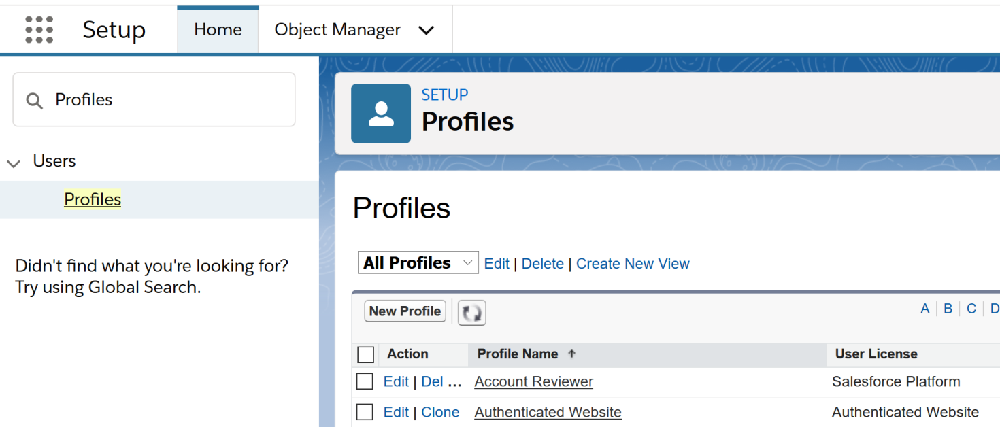 Setup Home Object Manager
Profiles
Users
Profiles
Didn't find what you're looking for?
Try using Global Search.
SETUP
Profiles
Profiles
All Profiles Edit | Delete | Create New View
New Profile A | B | C | D
Action Profile Name ↑ User License
Edit | Del ... Account Reviewer Salesforce Platform
Edit | Clone Authenticated Website Authenticated Website